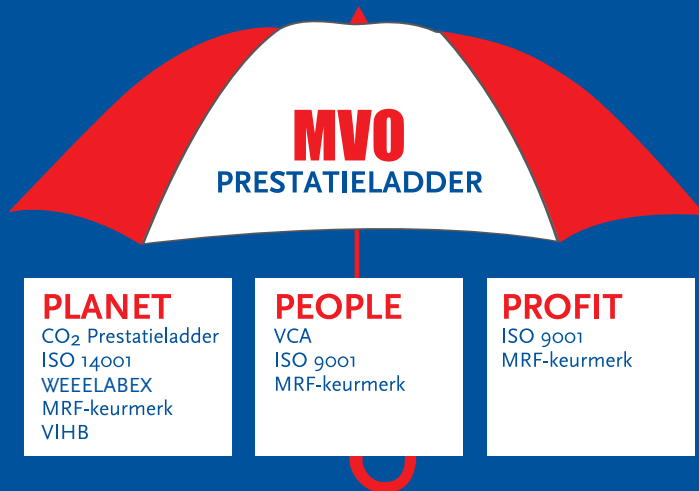 MVO
PRESTATIELADDER
PLANET
CO₂ Prestatieladder
ISO 14001
WEEELABEX
MRF-keurmerk
VIHB
PEOPLE
VCA
ISO 9001
MRF-keurmerk
PROFIT
ISO 9001
MRF-keurmerk